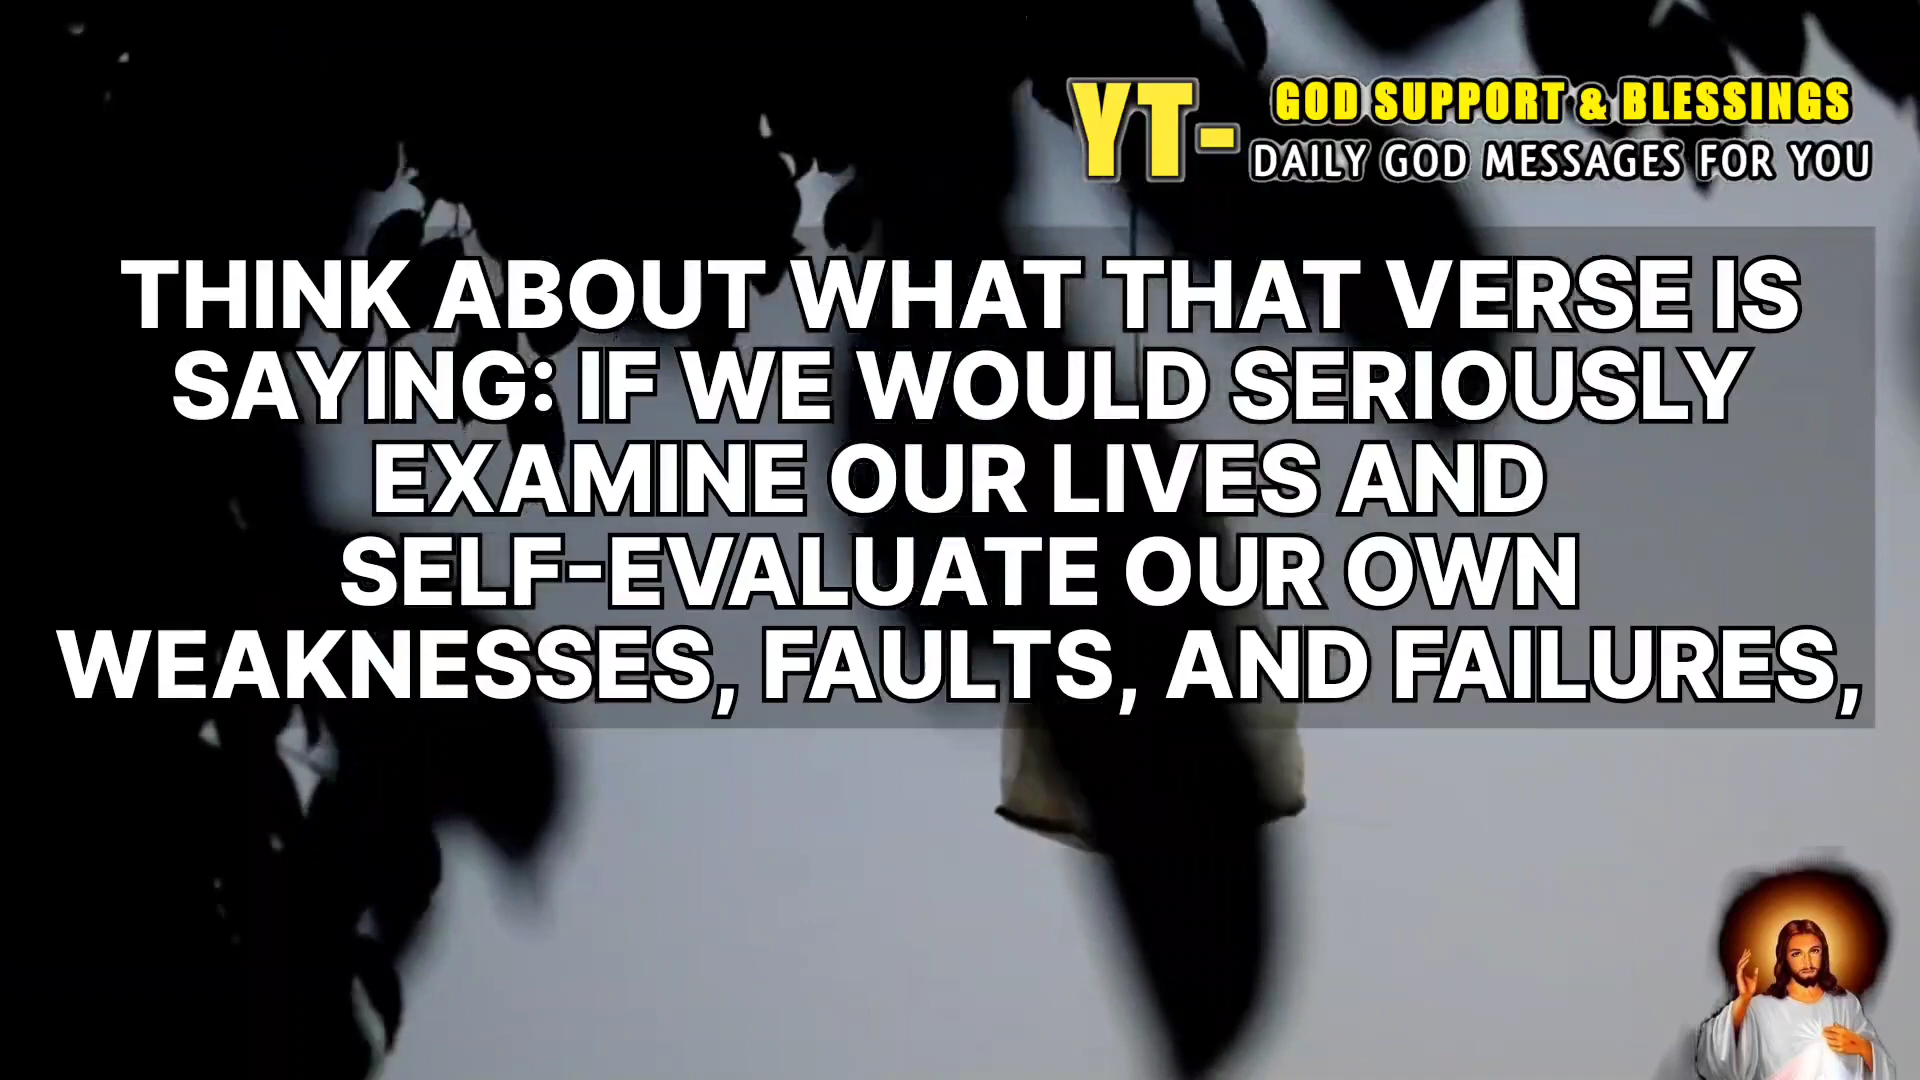 YT-
GOD SUPPORT & BLESSINGS
DAILY GOD MESSAGES FOR YOU
THINK ABOUT WHAT THAT VERSE IS
SAYING: IF WE WOULD SERIOUSLY
EXAMINE OUR LIVES AND
SELF-EVALUATE OUR OWN
WEAKNESSES, FAULTS, AND FAILURES,